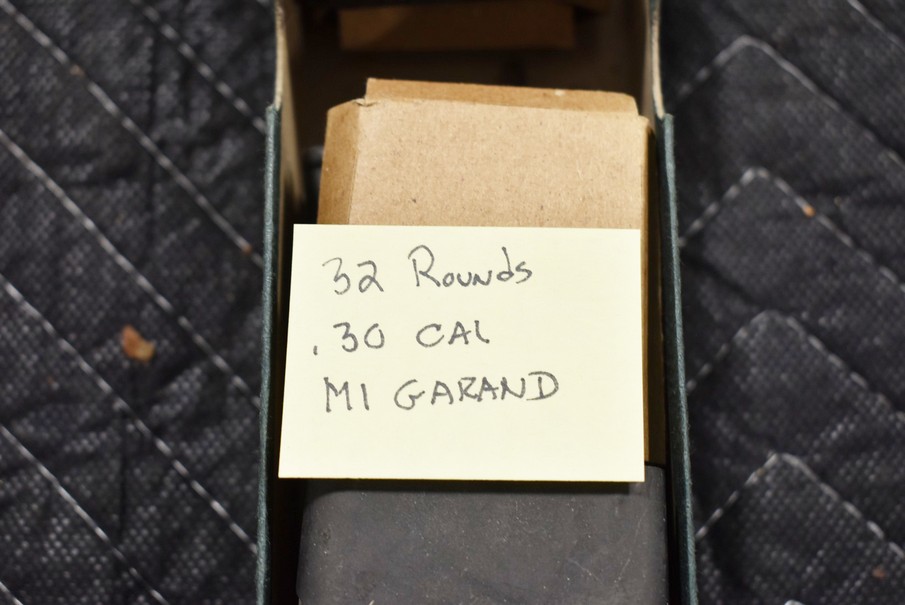 32 Rounds
.30 CAL
M1 GARAND